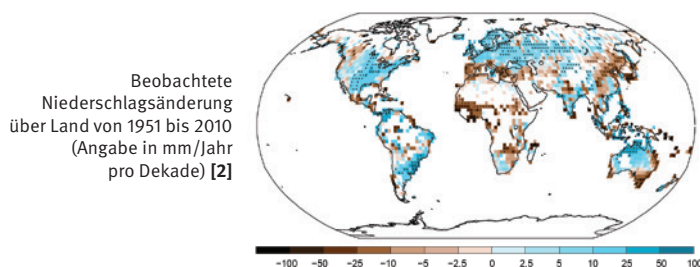 Beobachtete
Niederschlagsänderung
über Land von 1951 bis 2010
(Angabe in mm/Jahr
pro Dekade) [2]
-100 -50 -25 -10 -5 -2.5 0 2.5 5 10 25 50 100